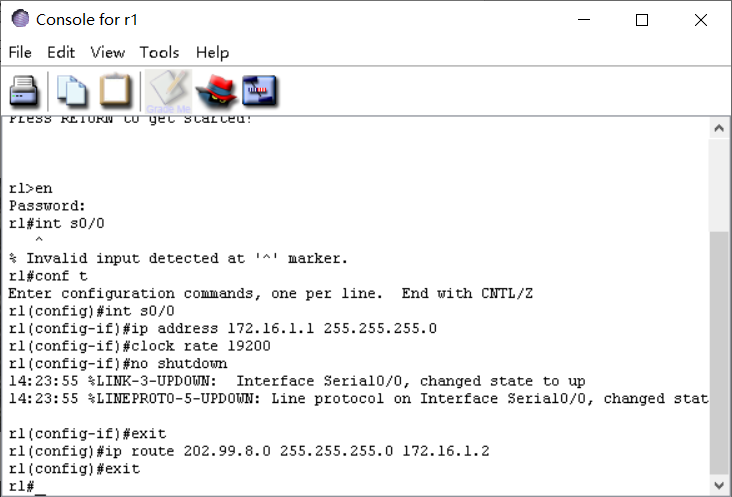 Console for r1
File Edit View Tools Help
Grade Me
Press RETURN to get started!
r1>en
Password:
r1#int s0/0
^
% Invalid input detected at '^' marker.
r1#conf t
Enter configuration commands, one per line.  End with CNTL/Z
r1(config)#int s0/0
r1(config-if)#ip address 172.16.1.1 255.255.255.0
r1(config-if)#clock rate 19200
r1(config-if)#no shutdown
14:23:55 %LINK-3-UPDOWN:  Interface Serial0/0, changed state to up
14:23:55 %LINEPROTO-5-UPDOWN: Line protocol on Interface Serial0/0, changed stat
r1(config-if)#exit
r1(config)#ip route 202.99.8.0 255.255.255.0 172.16.1.2
r1(config)#exit
r1#_